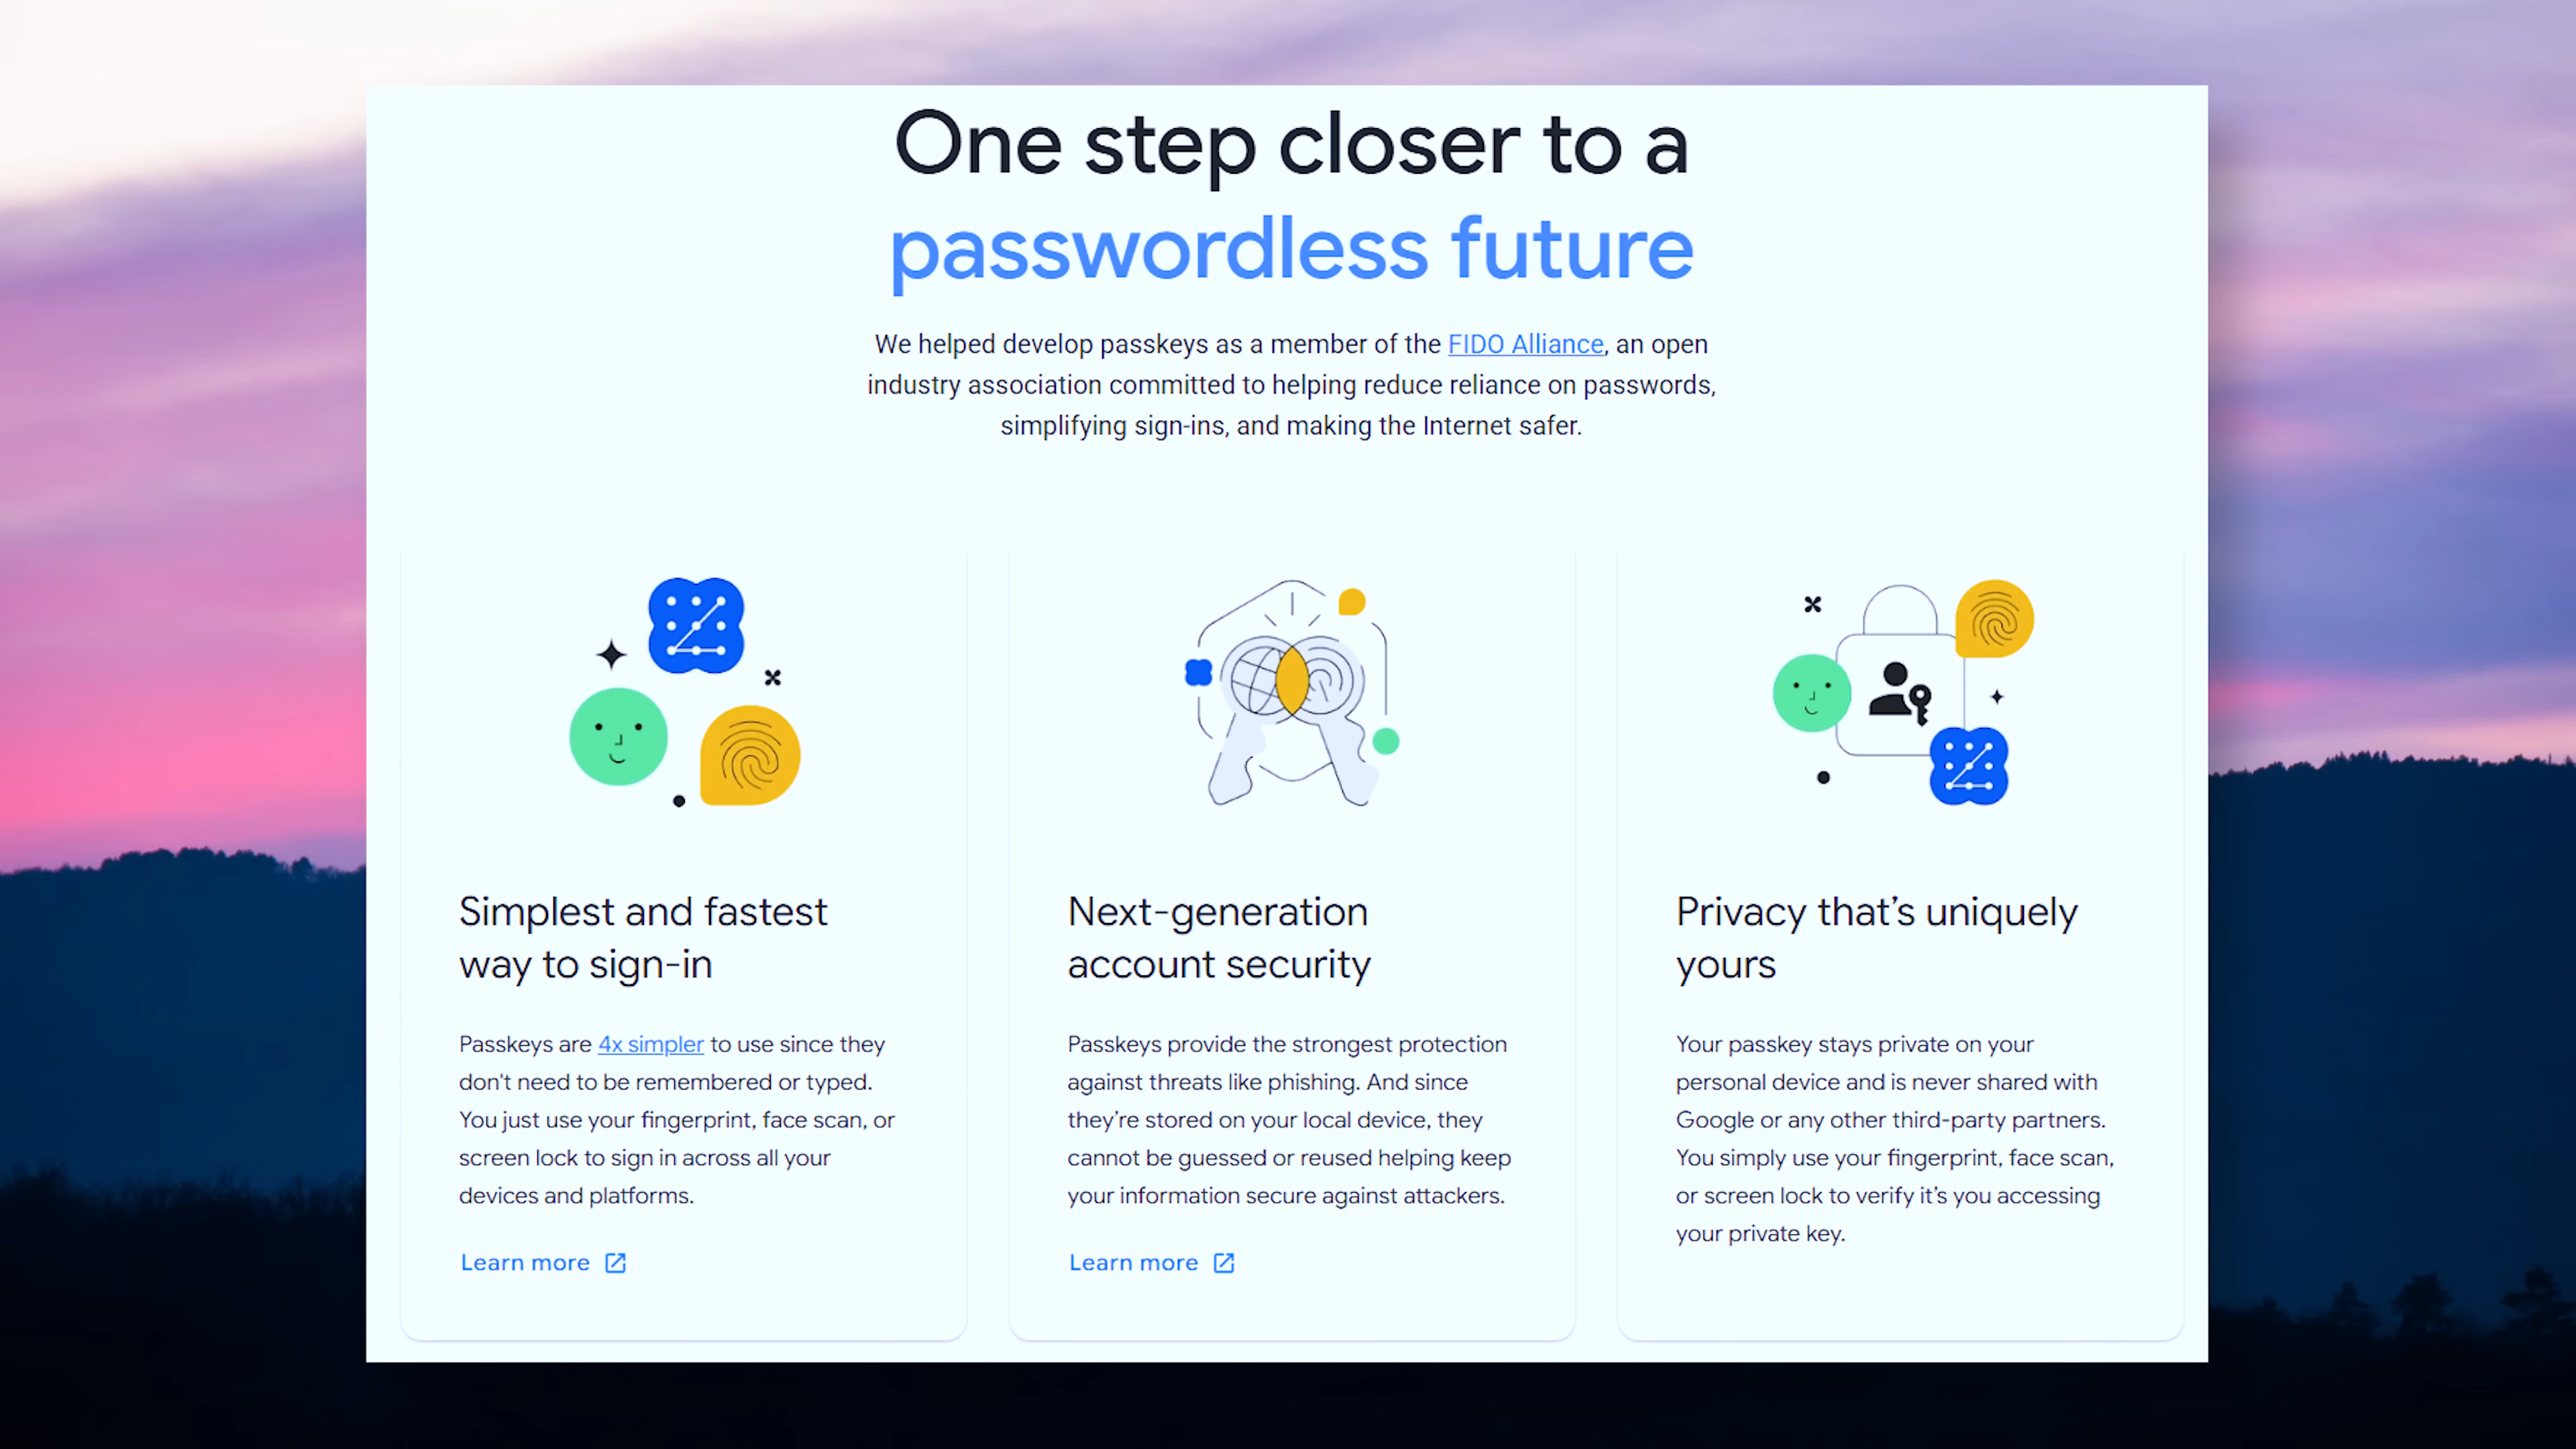 One step closer to a
passwordless future
We helped develop passkeys as a member of the FIDO Alliance, an open
industry association committed to helping reduce reliance on passwords,
simplifying sign-ins, and making the Internet safer.
Simplest and fastest
way to sign-in
Passkeys are 4x simpler to use since they
don't need to be remembered or typed.
You just use your fingerprint, face scan, or
screen lock to sign in across all your
devices and platforms.
Learn more
Next-generation
account security
Passkeys provide the strongest protection
against threats like phishing. And since
they’re stored on your local device, they
cannot be guessed or reused helping keep
your information secure against attackers.
Learn more
Privacy that’s uniquely
yours
Your passkey stays private on your
personal device and is never shared with
Google or any other third-party partners.
You simply use your fingerprint, face scan,
or screen lock to verify it’s you accessing
your private key.